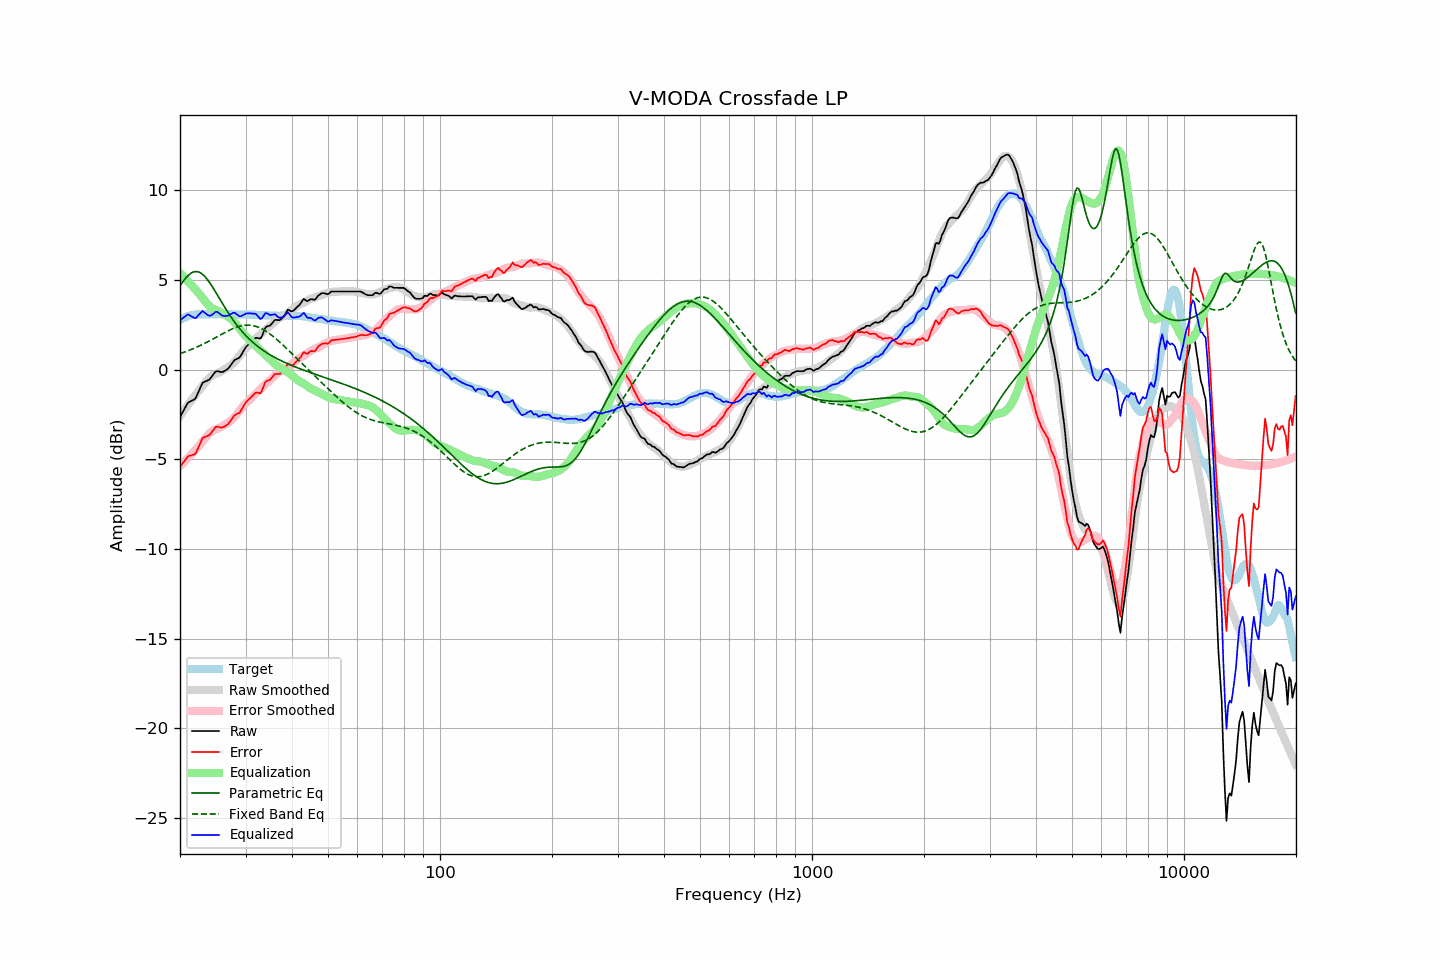 V-MODA Crossfade LP
Amplitude (dBr)
10
5
0
−5
−10
−15
−20
−25
Target
Raw Smoothed
Error Smoothed
Raw
Error
Equalization
Parametric Eq
Fixed Band Eq
Equalized
100
1000
10000
Frequency (Hz)